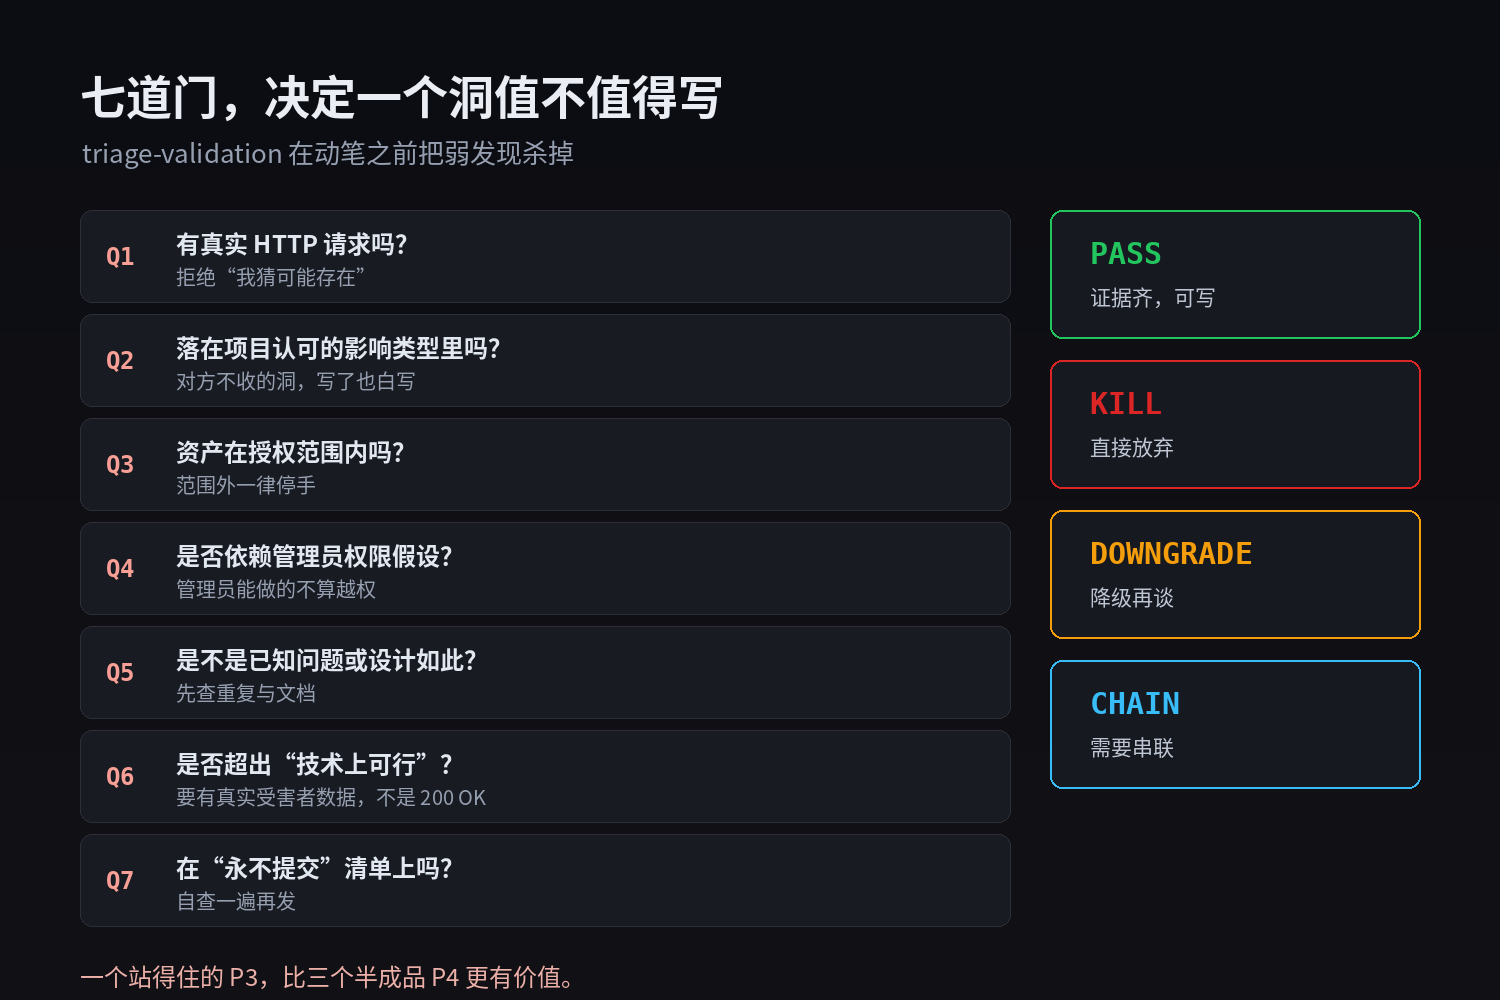 七道门，决定一个洞值不值得写
triage-validation 在动笔之前把弱发现杀掉
Q1
有真实 HTTP 请求吗？
拒绝“我猜可能存在”
Q2
落在项目认可的影响类型里吗？
对方不收的洞，写了也白写
Q3
资产在授权范围内吗？
范围外一律停手
Q4
是否依赖管理员权限假设？
管理员能做的不算越权
Q5
是不是已知问题或设计如此？
先查重复与文档
Q6
是否超出“技术上可行”？
要有真实受害者数据，不是 200 OK
Q7
在“永不提交”清单上吗？
自查一遍再发
PASS
证据齐，可写
KILL
直接放弃
DOWNGRADE
降级再谈
CHAIN
需要串联
一个站得住的 P3，比三个半成品 P4 更有价值。